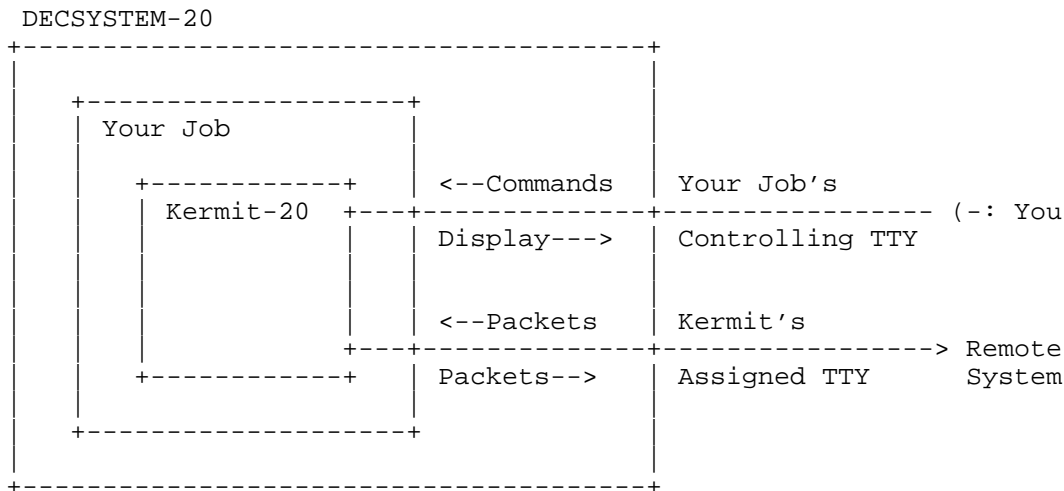 DECSYSTEM-20
Your Job
<--Commands Your Job's
Kermit-20 (-: You
Display---> Controlling TTY
<--Packets Kermit's
> Remote
Packets--> Assigned TTY System